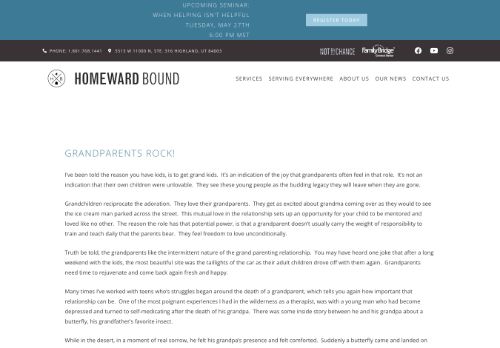 UPCOMING SEMINAR:
WHEN HELPING ISN'T HELPFUL
TUESDAY, MAY 27TH
6:00 PM MST
REGISTER TODAY
PHONE: 1.801.768.1441
5513 W 11000 N, STE. 316 HIGHLAND, UT 84003
NOT BY CHANCE
FamilyBridge
HOMEWARD BOUND
SERVICES SERVING EVERYWHERE ABOUT US OUR NEWS CONTACT US
GRANDPARENTS ROCK!
I've been told the reason you have kids, is to get grand kids. It's an indication of the joy that grandparents often feel in that role. It's not an
indication that their own children were unlovable. They see these young people as the budding legacy they will leave when they are gone.
Grandchildren reciprocate the adoration. They love their grandparents. They get as excited about grandma coming over as they would to see
the ice cream man parked across the street. This mutual love in the relationship sets up an opportunity for your child to be mentored and
loved like no other. The reason the role has that potential power, is that a grandparent doesn't usually carry the weight of responsibility to
train and teach daily that the parents bear. They feel freedom to love unconditionally.
Truth be told, the grandparents like the intermittent nature of the grand parenting relationship. You may have heard one joke that after a long
weekend with the kids, the most beautiful site was the taillights of the car as their adult children drove off with them again. Grandparents
need time to rejuvenate and come back again fresh and happy.
Many times I've worked with teens who's struggles began around the death of a grandparent, which tells you again how important that
relationship can be. One of the most poignant experiences I had in the wilderness as a therapist, was with a young man who had become
depressed and turned to self-medicating after the death of his grandpa. There was some inside story between he and his grandpa about a
butterfly, his grandfather's favorite insect.
While in the desert, in a moment of real sorrow, he felt his grandpa's presence and felt comforted. Suddenly a butterfly came and landed on